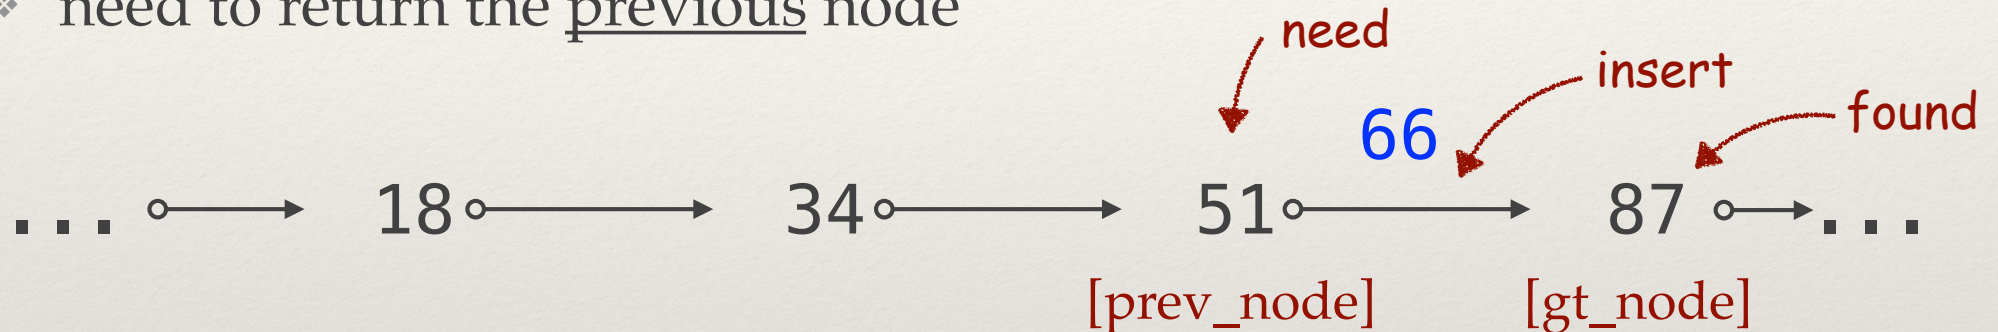 need to return the previous node
need
insert
found
66
... 18 34 51 87 ...
[prev_node] [gt_node]